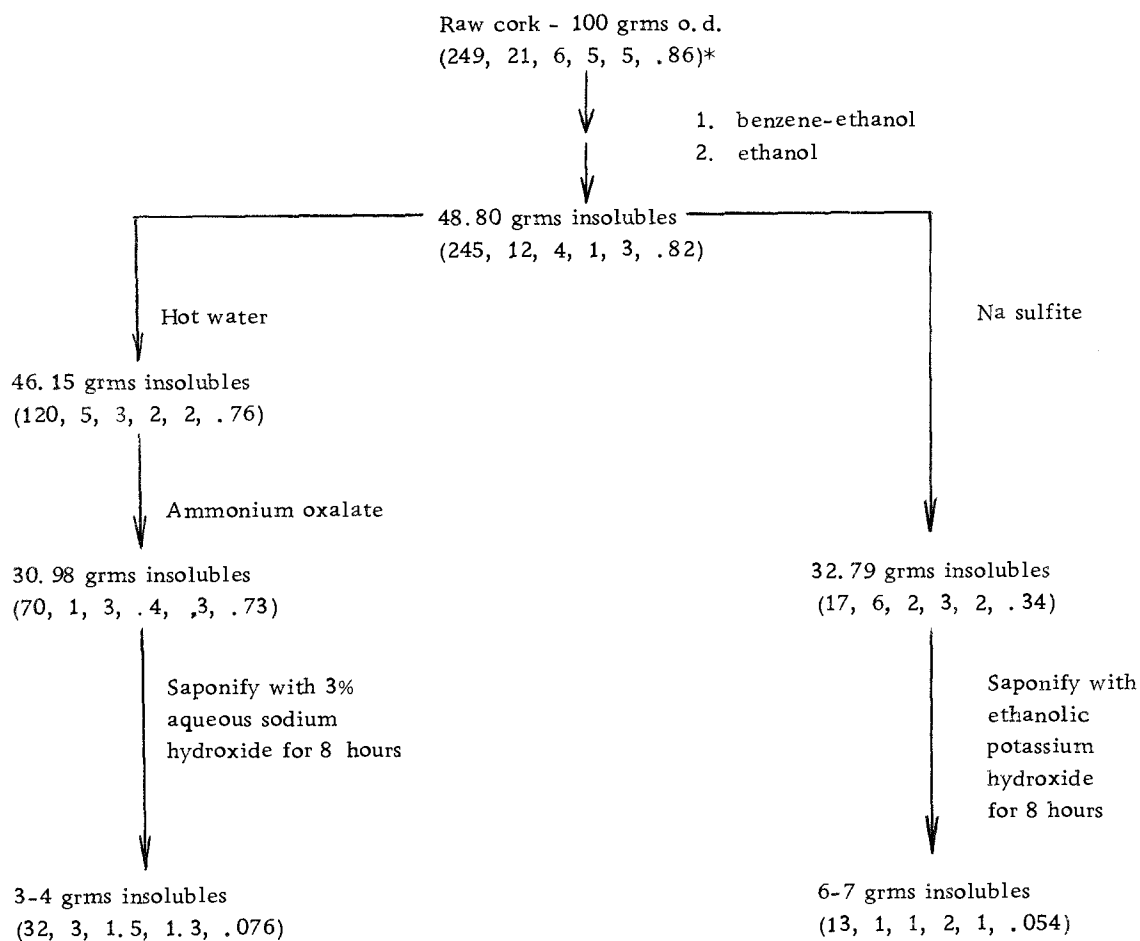 Raw cork - 100 grms o.d.
(249, 21, 6, 5, 5, .86)*
1. benzene-ethanol
2. ethanol
48.80 grms insolubles
(245, 12, 4, 1, 3, .82)
Hot water
Na sulfite
46.15 grms insolubles
(120, 5, 3, 2, 2, .76)
Ammonium oxalate
30.98 grms insolubles
(70, 1, 3, .4, .3, .73)
32.79 grms insolubles
(17, 6, 2, 3, 2, .34)
Saponify with 3%
aqueous sodium
hydroxide for 8 hours
Saponify with
ethanolic
potassium
hydroxide
for 8 hours
3-4 grms insolubles
(32, 3, 1.5, 1.3, .076)
6-7 grms insolubles
(13, 1, 1, 2, 1, .054)